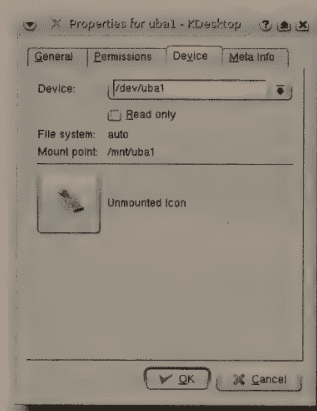 Properties for uba1 - KDesktop
General Permissions Device Meta Info
Device: /dev/uba1
Read only
File system: auto
Mount point: /mnt/uba1
Unmounted Icon
OK Cancel